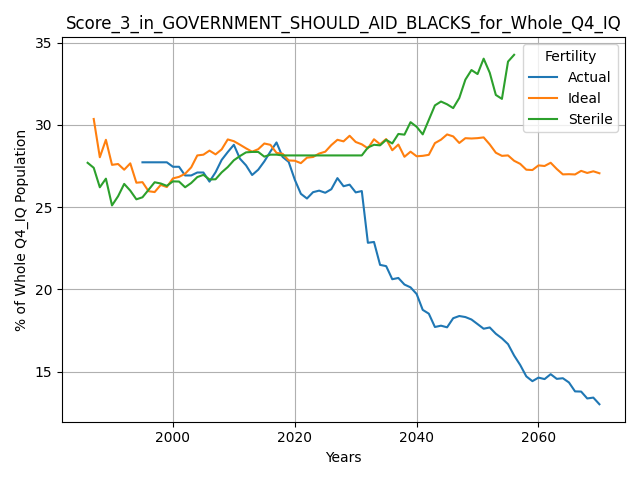 Score_3_in_GOVERNMENT_SHOULD_AID_BLACKS_for_Whole_Q4_IQ
35
30
25
20
15
% of Whole Q4_IQ Population
Fertility
Actual
Ideal
Sterile
2000
2020
2040
2060
Years